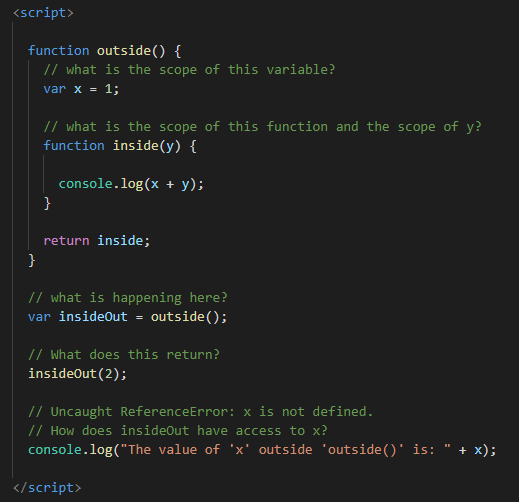 <script>
function outside() {
// what is the scope of this variable?
var x = 1;
// what is the scope of this function and the scope of y?
function inside(y) {
console.log(x + y);
}
return inside;
}
// what is happening here?
var insideOut = outside();
// What does this return?
insideOut(2);
// Uncaught ReferenceError: x is not defined.
// How does insideOut have access to x?
console.log("The value of 'x' outside 'outside()' is: " + x);
</script>